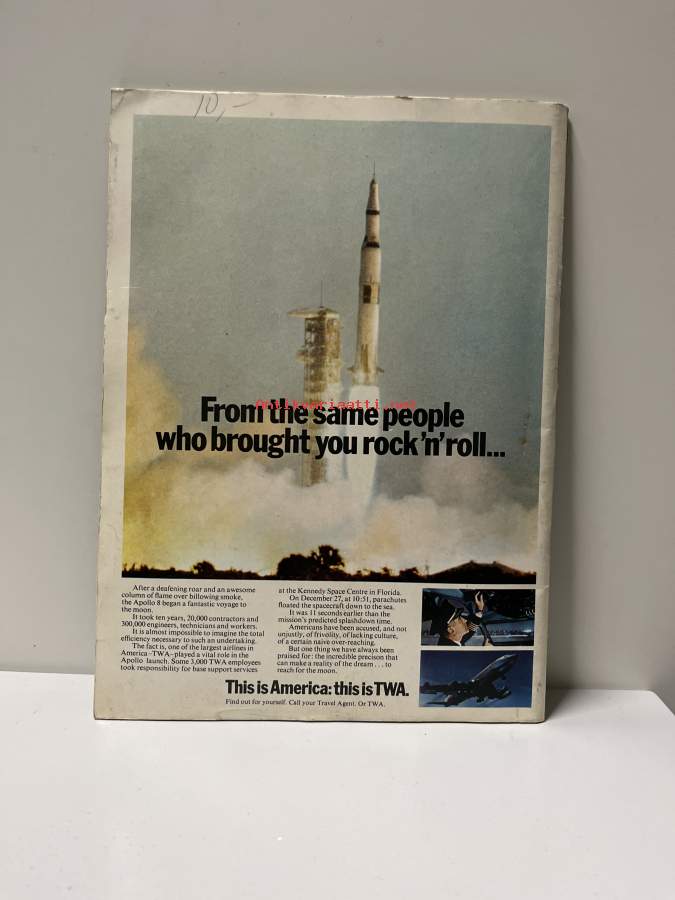 10,-
From the same people
who brought you rock'n'roll...
Antikvariaatti.net
After a deafening roar and an awesome
column of flame over billowing smoke,
the Apollo 8 began a fantastic voyage to
the moon.
It took ten years, 20,000 contractors and
300,000 engineers, technicians and workers.
It is almost impossible to imagine the total
efficiency necessary to such an undertaking.
The fact is, one of the largest airlines in
America -TWA- played a vital role in the
Apollo launch. Some 3,000 TWA employees
took responsibility for base support services
at the Kennedy Space Centre in Florida.
On December 27, at 10:51, parachutes
floated the spacecraft down to the sea.
It was 11 seconds earlier than the
mission's predicted splashdown time.
Americans have been accused, and not
unjustly, of frivolity, of lacking culture,
of a certain naïve over-reaching.
But one thing we have always been
praised for: the incredible precison that
can make a reality of the dream . . . to
reach for the moon.
This is America: this is TWA.
Find out for yourself. Call your Travel Agent. Or TWA.